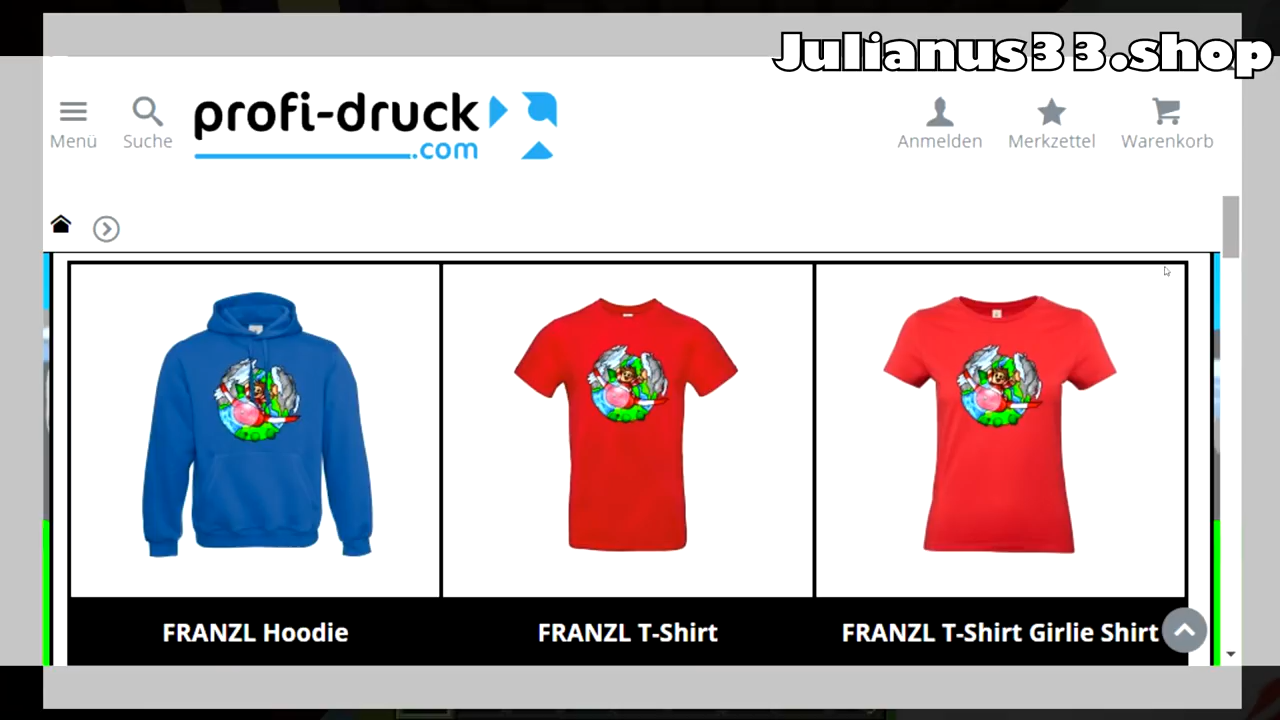 Julianus33.shop
Menü
Suche
profi-druck
.com
Anmelden
Merkzettel
Warenkorb
FRANZL Hoodie
FRANZL T-Shirt
FRANZL T-Shirt Girlie Shirt